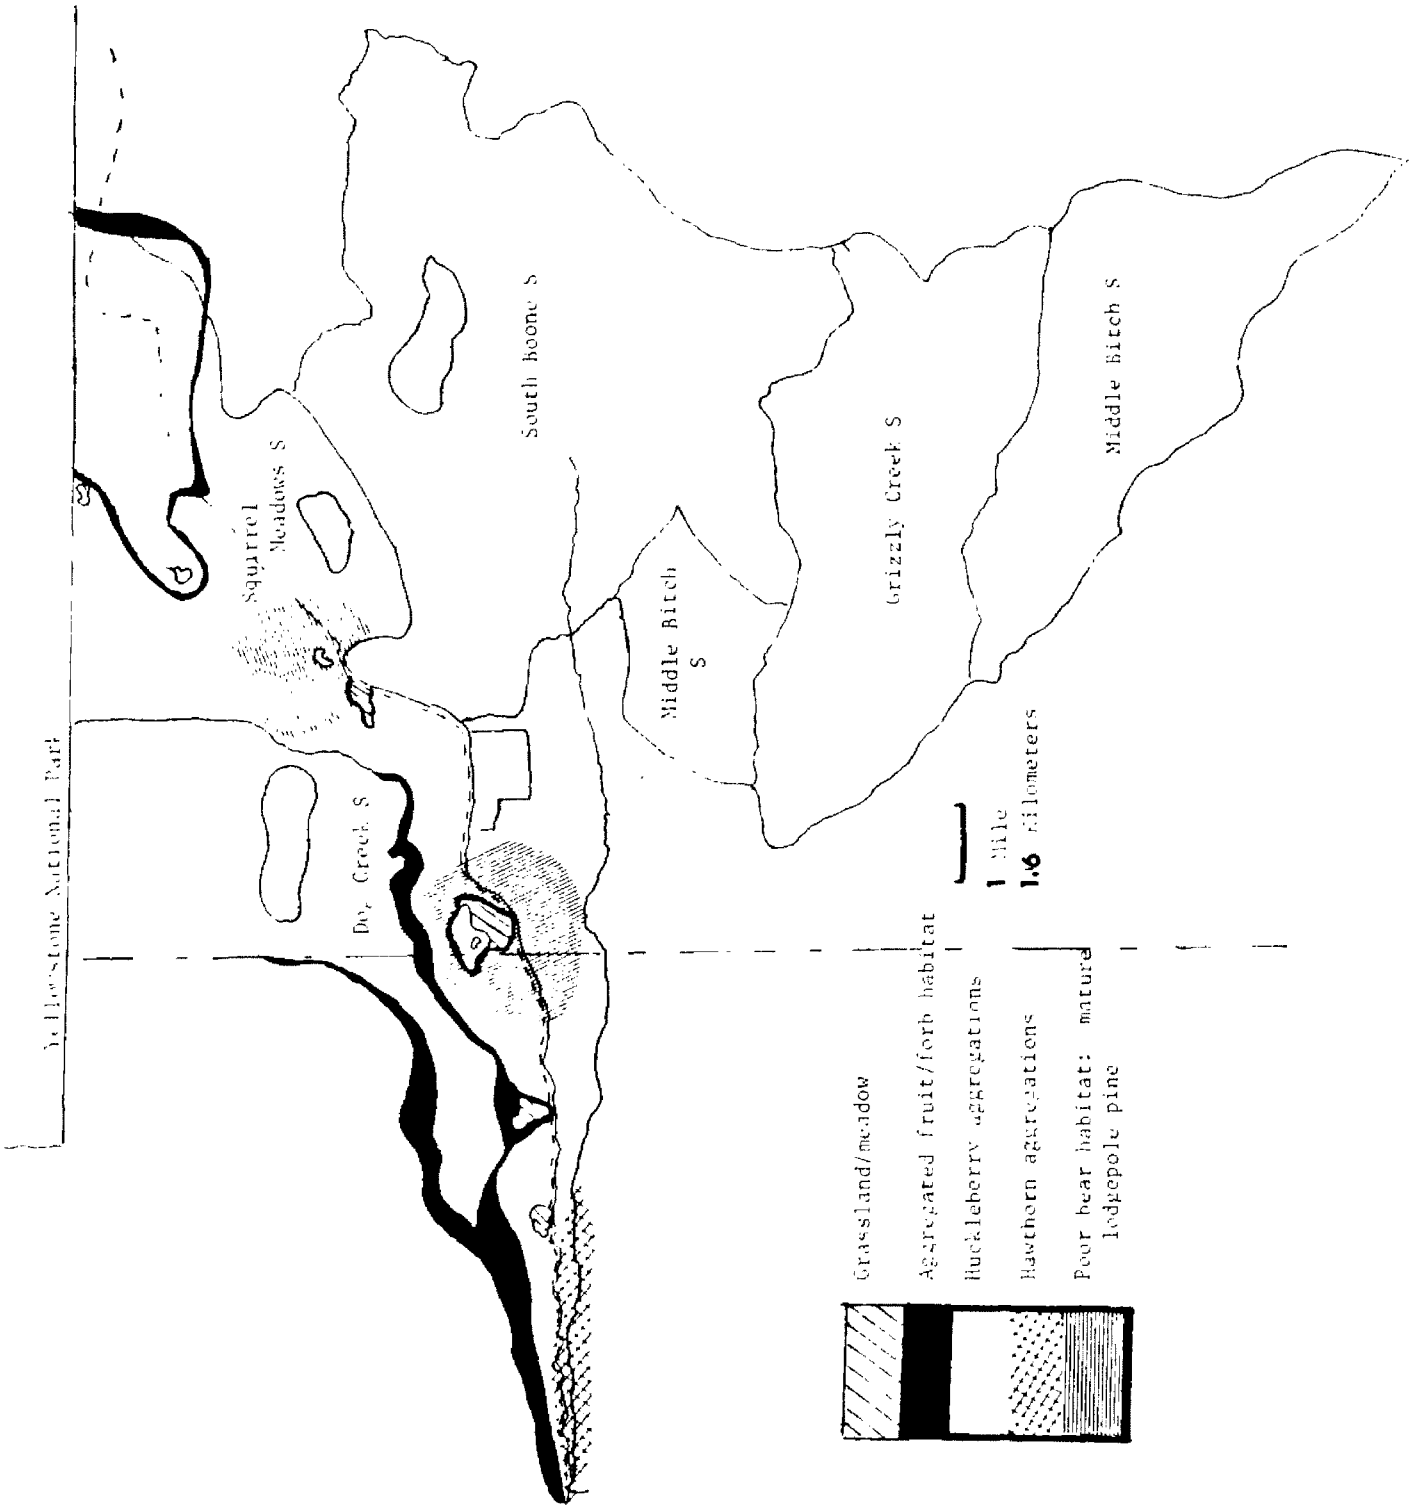 Yellowstone National Park
Squirrel
Meadows S
South Boone S
Creek S
Middle Bitch
S
Grizzly Creek S
Middle Bitch S
1 Mile
1.6 Kilometers
Grassland/meadow
Aggregated fruit/forb habitat
Huckleberry aggregations
Hawthorn aggregations
Poor bear habitat: mature
lodgepole pine